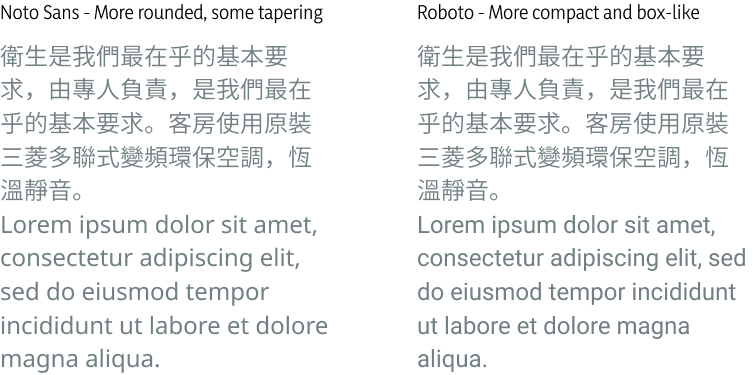 Noto Sans - More rounded, some tapering
衛生是我們最在乎的基本要
求，由專人負責，是我們最在
乎的基本要求。客房使用原裝
三菱多聯式變頻環保空調，恆
溫靜音。
Lorem ipsum dolor sit amet,
consectetur adipiscing elit,
sed do eiusmod tempor
incididunt ut labore et dolore
magna aliqua.
Roboto - More compact and box-like
衛生是我們最在乎的基本要
求，由專人負責，是我們最在
乎的基本要求。客房使用原裝
三菱多聯式變頻環保空調，恆
溫靜音。
Lorem ipsum dolor sit amet,
consectetur adipiscing elit, sed
do eiusmod tempor incididunt
ut labore et dolore magna
aliqua.